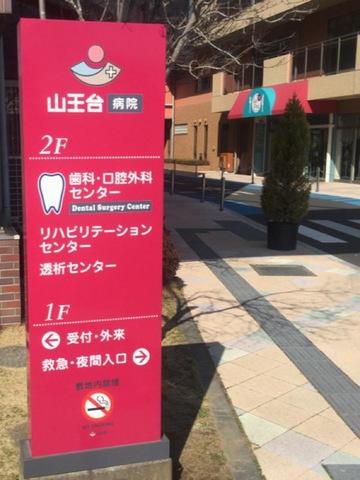 山王台 病院
2F
歯科・口腔外科
センター
Dental Surgery Center
リハビリテーション
センター
透析センター
1F
受付・外来
救急・夜間入口
敷地内禁煙
NO SMOKING